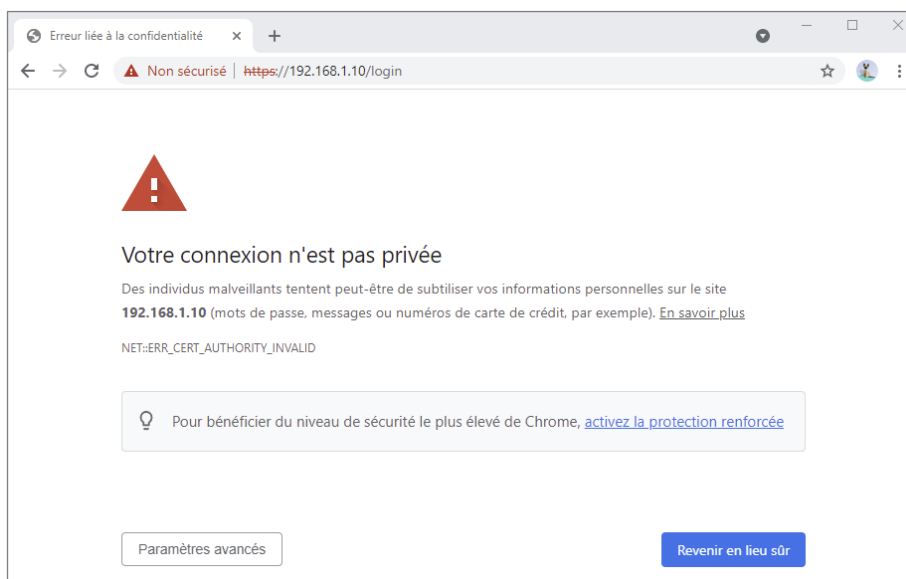 Erreur liée à la confidentialité
Non sécurisé | https://192.168.1.10/login
Votre connexion n'est pas privée
Des individus malveillants tentent peut-être de subtiliser vos informations personnelles sur le site
192.168.1.10 (mots de passe, messages ou numéros de carte de crédit, par exemple). En savoir plus
NET::ERR_CERT_AUTHORITY_INVALID
Pour bénéficier du niveau de sécurité le plus élevé de Chrome, activez la protection renforcée
Paramètres avancés
Revenir en lieu sûr